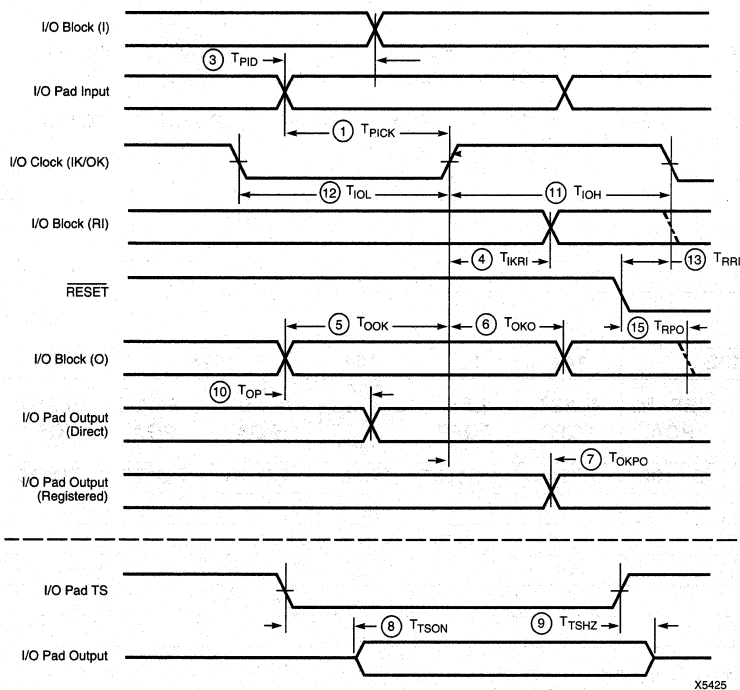 I/O Block (I)
3 TPID
I/O Pad Input
1 TPICK
I/O Clock (IK/OK)
12 TIOL
11 TIOH
I/O Block (RI)
4 TIKRI
13 TRRI
RESET
5 TOOK
6 TOKO
15 TRPO
I/O Block (O)
10 TOP
I/O Pad Output
(Direct)
7 TOKPO
I/O Pad Output
(Registered)
I/O Pad TS
8 TTSON
9 TTSHZ
I/O Pad Output
X5425